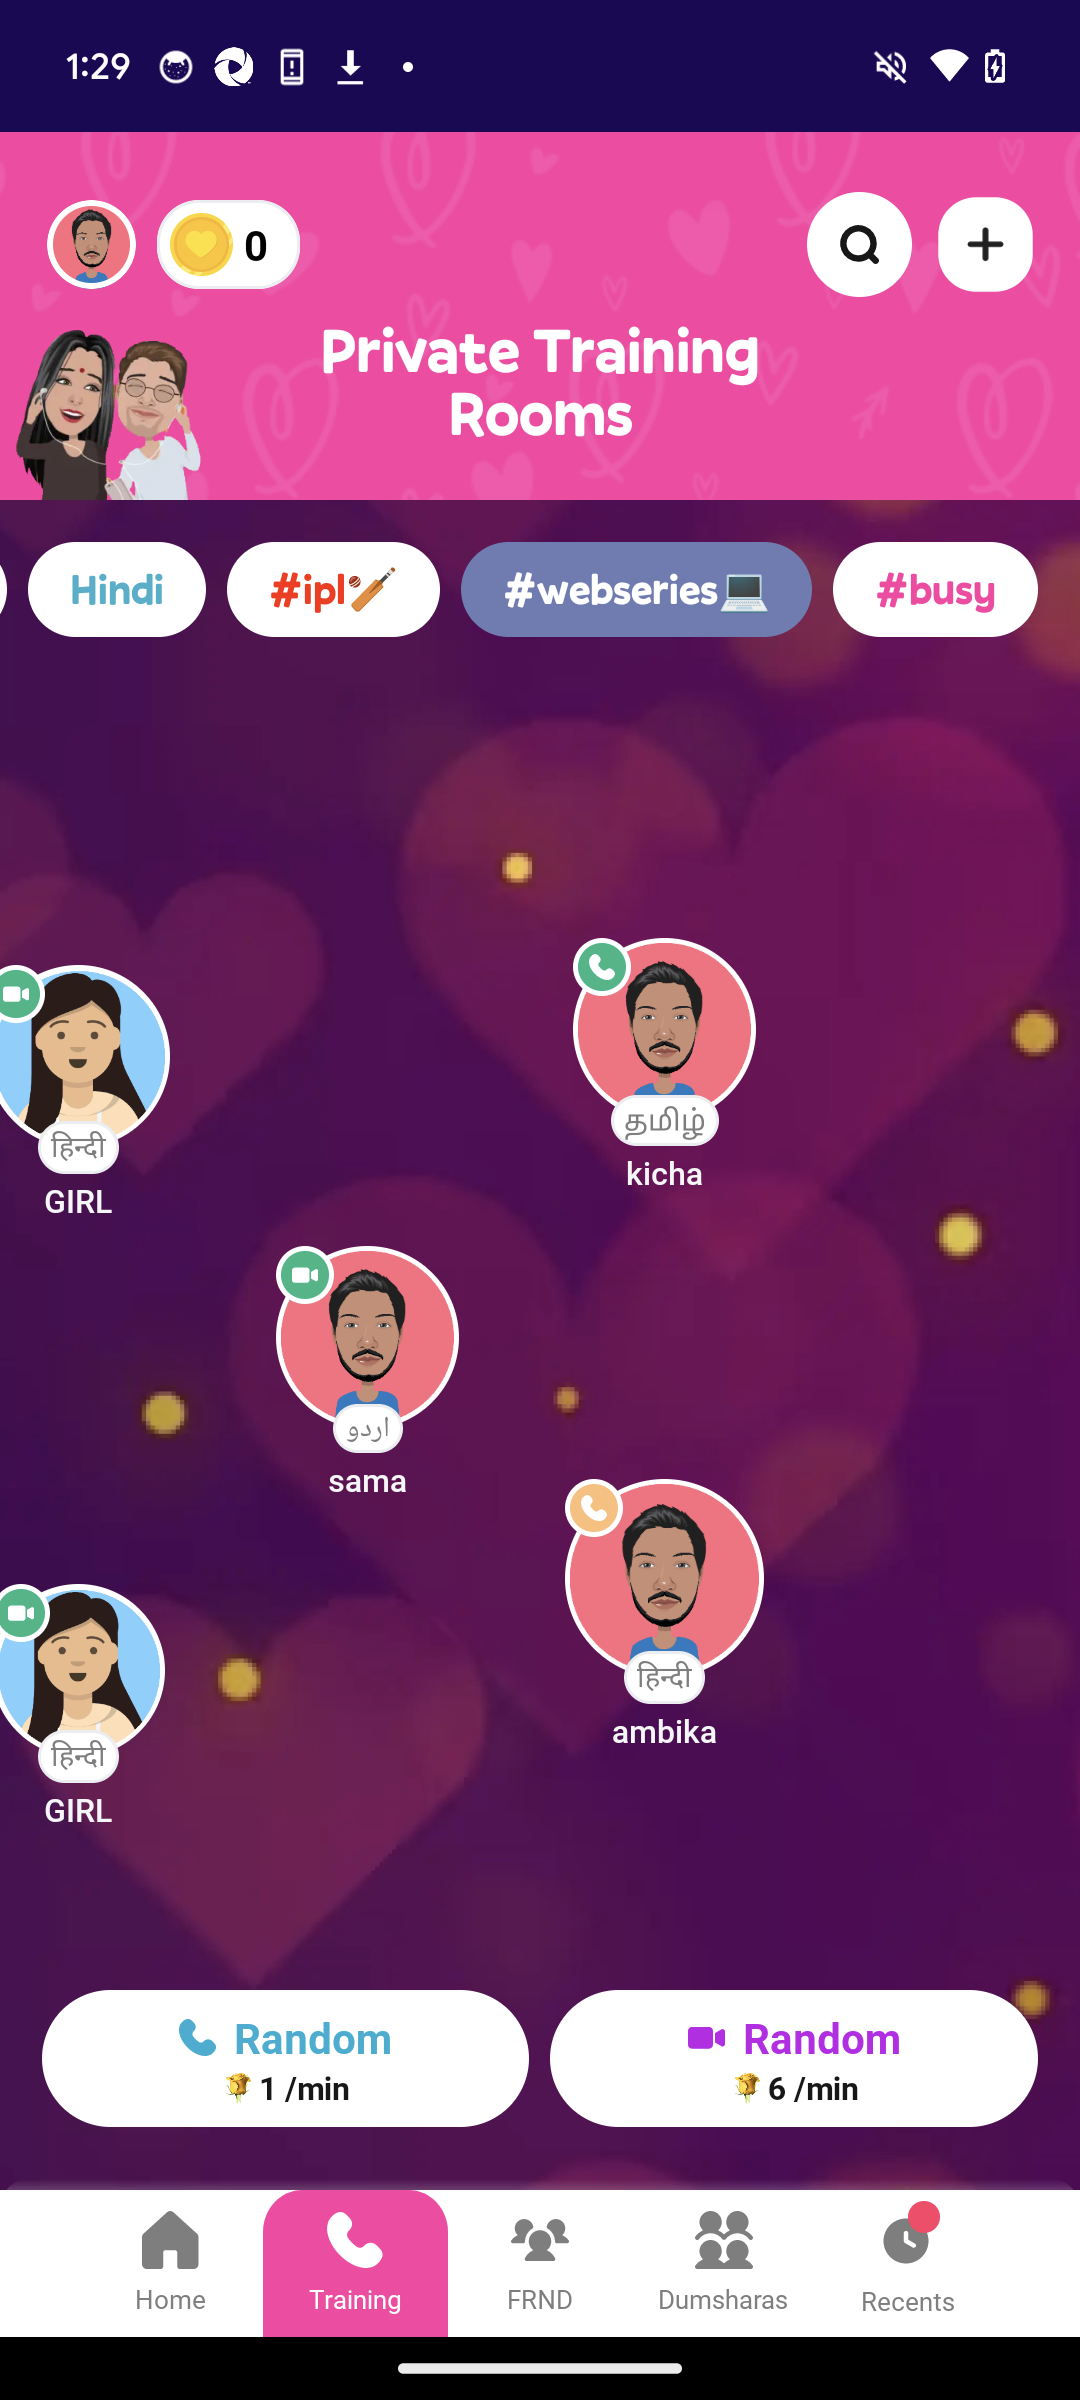 1:29
0
Private Training
Rooms
Hindi
#ipl
#webseries
#busy
हिन्दी
GIRL
தமிழ்
kicha
اردو
sama
हिन्दी
ambika
हिन्दी
GIRL
Random
1 /min
Random
6 /min
Home
Training
FRND
Dumsharas
Recents